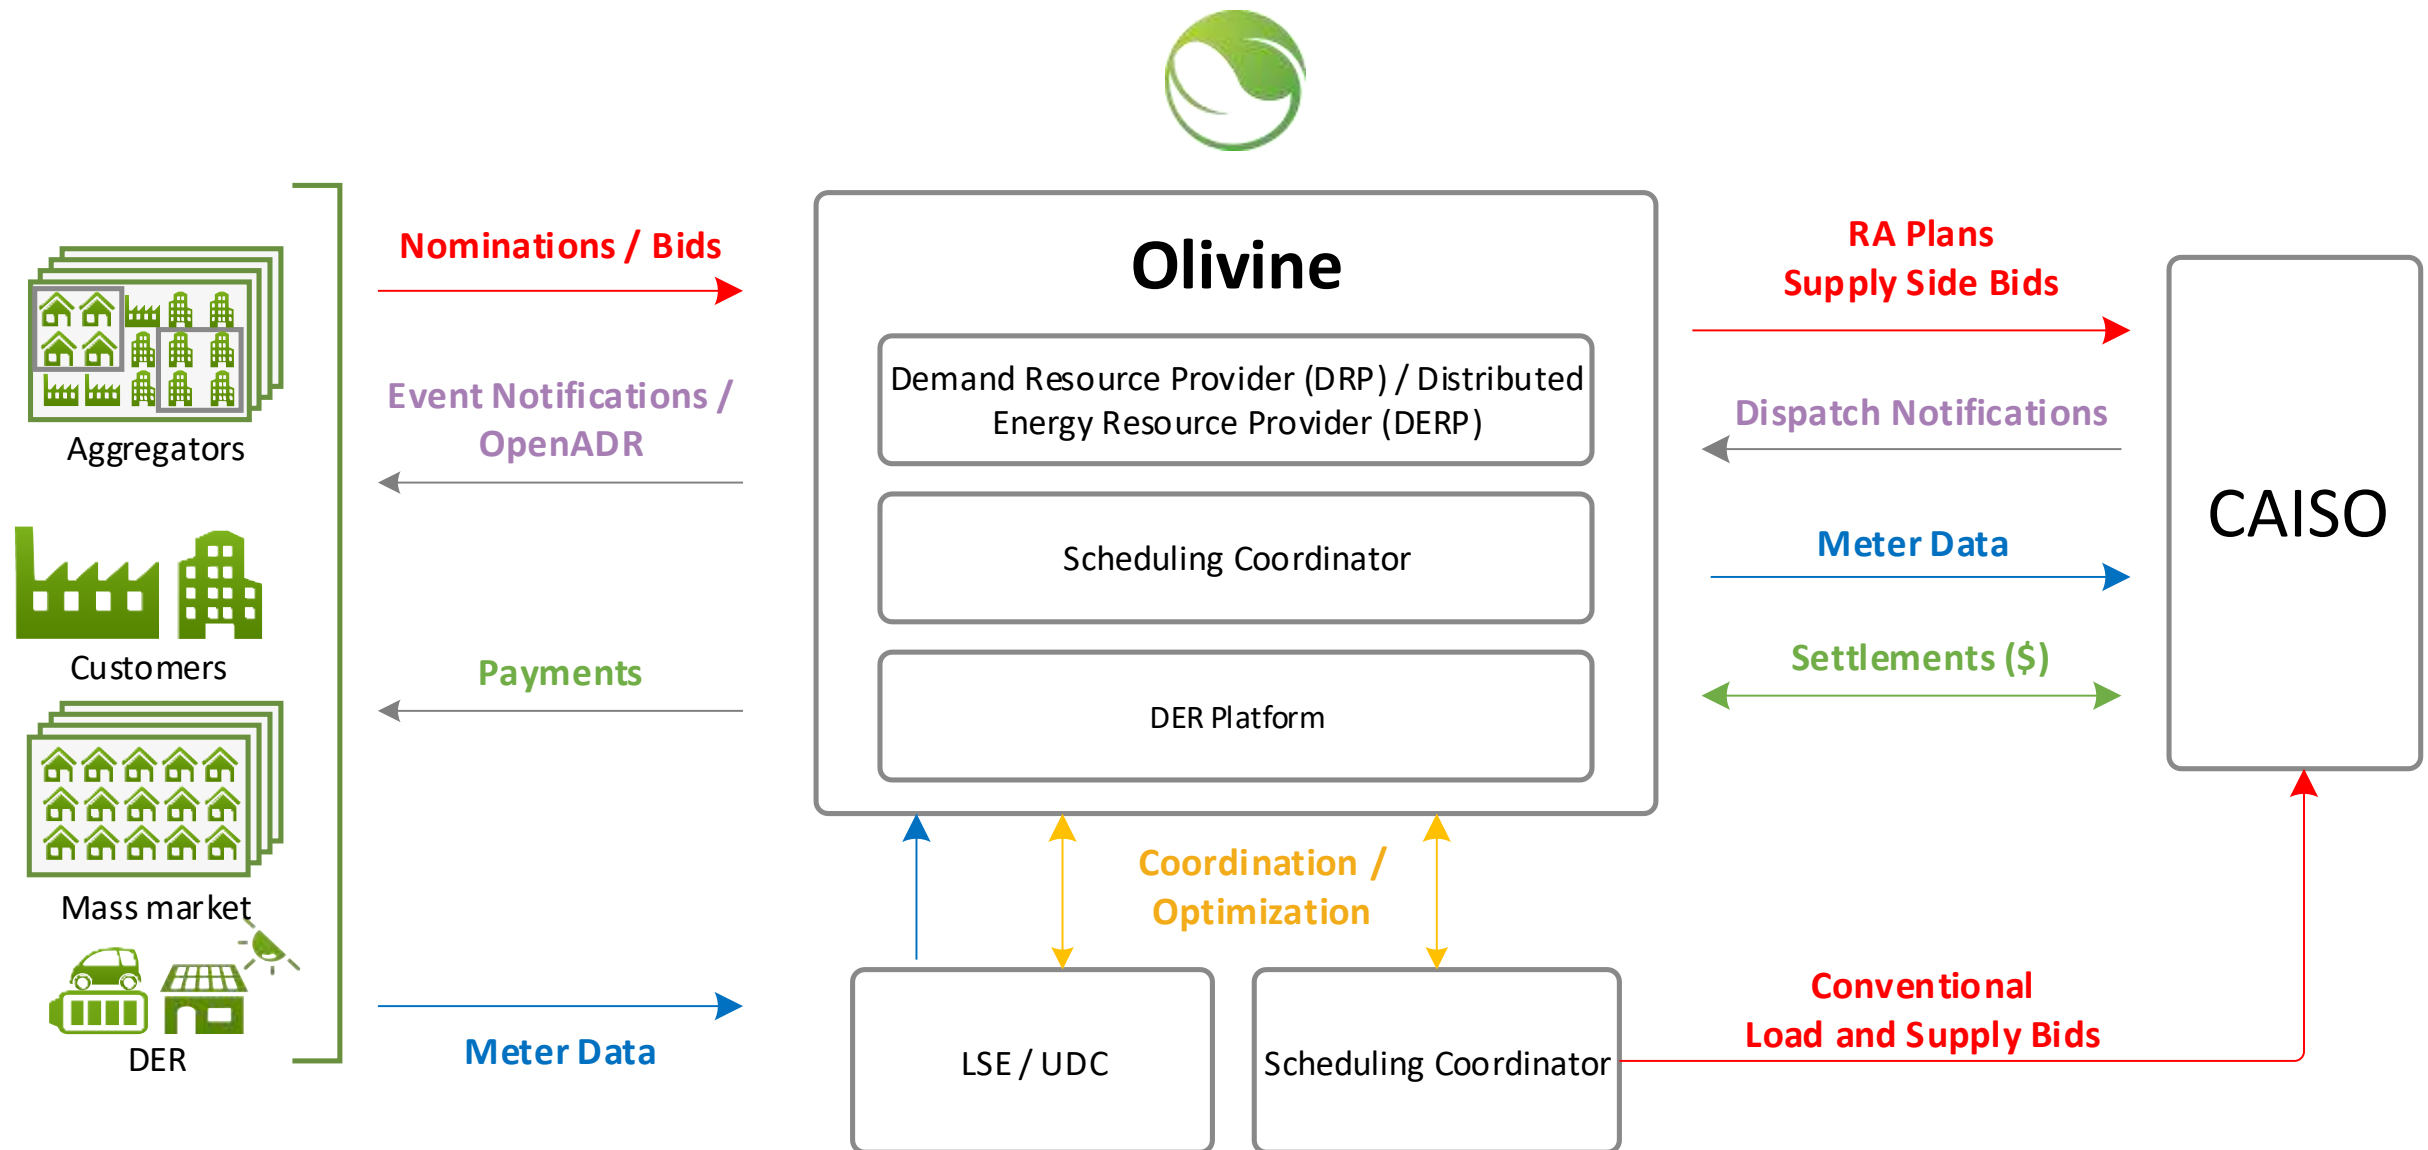 Nominations / Bids
Event Notifications /
OpenADR
Payments
Meter Data
Aggregators
Customers
Mass market
DER
Olivine
Demand Resource Provider (DRP) / Distributed
Energy Resource Provider (DERP)
Scheduling Coordinator
DER Platform
Coordination /
Optimization
LSE / UDC
Scheduling Coordinator
RA Plans
Supply Side Bids
Dispatch Notifications
Meter Data
Settlements ($)
CAISO
Conventional
Load and Supply Bids